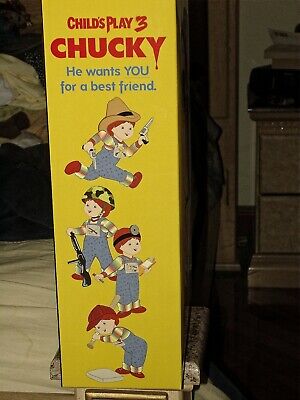 CHILD'S PLAY 3
CHUCKY
He wants YOU
for a best friend.